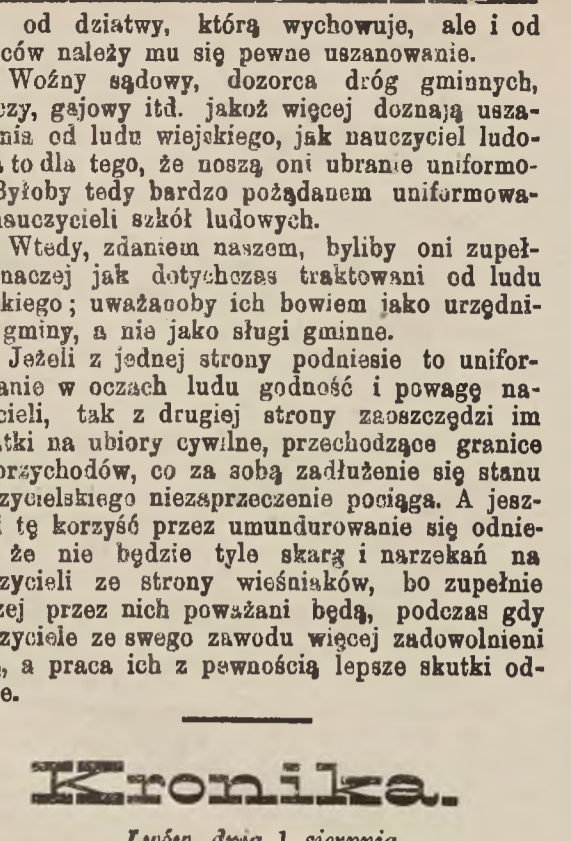 od dziatwy, którą wychowuje, ale i od
ców należy mu się pewne uszanowanie.
Woźny sądowy, dozorca dróg gminnych,
czy, gajowy itd. jakoż więcej doznają usza-
nia od ludu wiejskiego, jak nauczyciel ludo-
to dla tego, że noszą oni ubranie uniformo-
Byłoby tedy bardzo pożądanem uniformowa-
nauczycieli szkół ludowych.
Wtedy, zdaniem naszem, byliby oni zupeł-
naczej jak dotychczas traktowani od ludu
kiego; uważanoby ich bowiem jako urzędni-
gminy, a nie jako sługi gminne.
Jeżeli z jednej strony podniesie to unifor-
anie w oczach ludu godność i powagę na-
cieli, tak z drugiej strony zaoszczędzi im
tki na ubiory cywilne, przechodzące granice
przychodów, co za sobą zadłużenie się stanu
zycielskiego niezaprzeczenie pociąga. A jesz-
i tę korzyść przez umundurowanie się odnie-
że nie będzie tyle skarg i narzekań na
zycieli ze strony wieśniaków, bo zupełnie
zej przez nich poważani będą, podczas gdy
zyciele ze swego zawodu więcej zadowolnieni
, a praca ich z pewnością lepsze skutki od-
e.
Kronika.
Lwów dnia 1 sierpnia